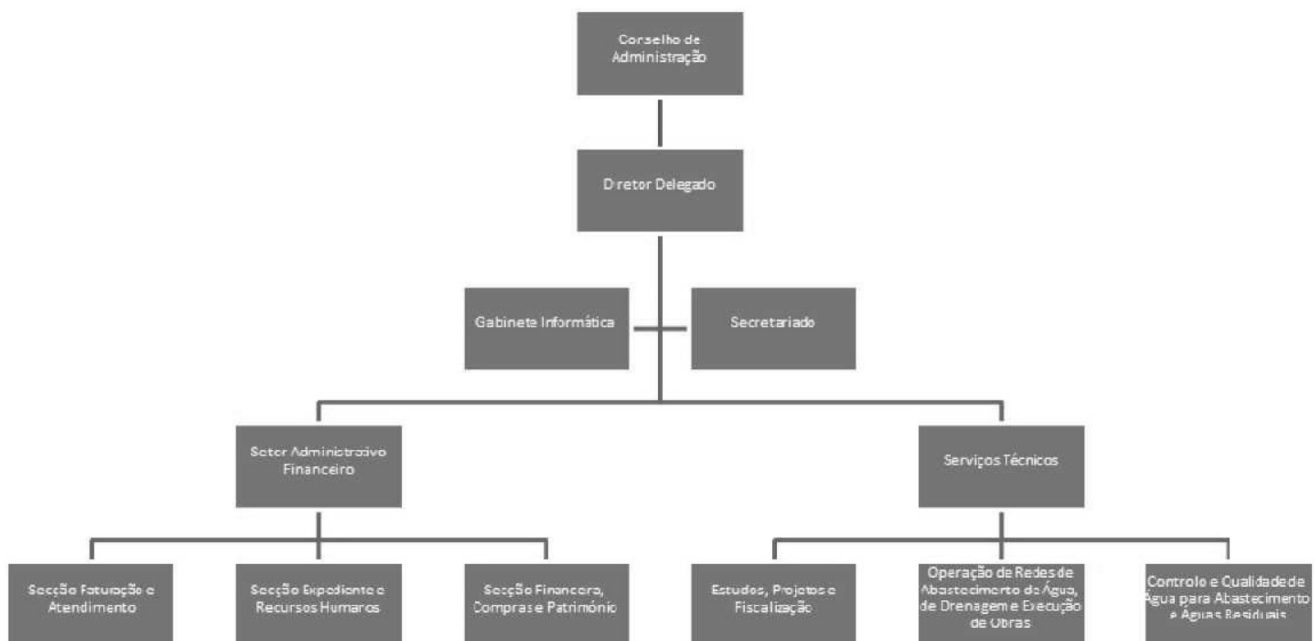 Conselho de
Administração
Diretor Delegado
Gabinete Informática
Secretariado
Setor Administrativo
Financeiro
Serviços Técnicos
Secção Faturação e
Atendimento
Secção Expediente e
Recursos Humanos
Secção Financeira,
Compras e Património
Estudos, Projetos e
Fiscalização
Operação de Redes de
Abastecimento de Água,
de Drenagem e Execução
de Obras
Controlo e Qualidade de
Água para Abastecimento
e Águas Residuais